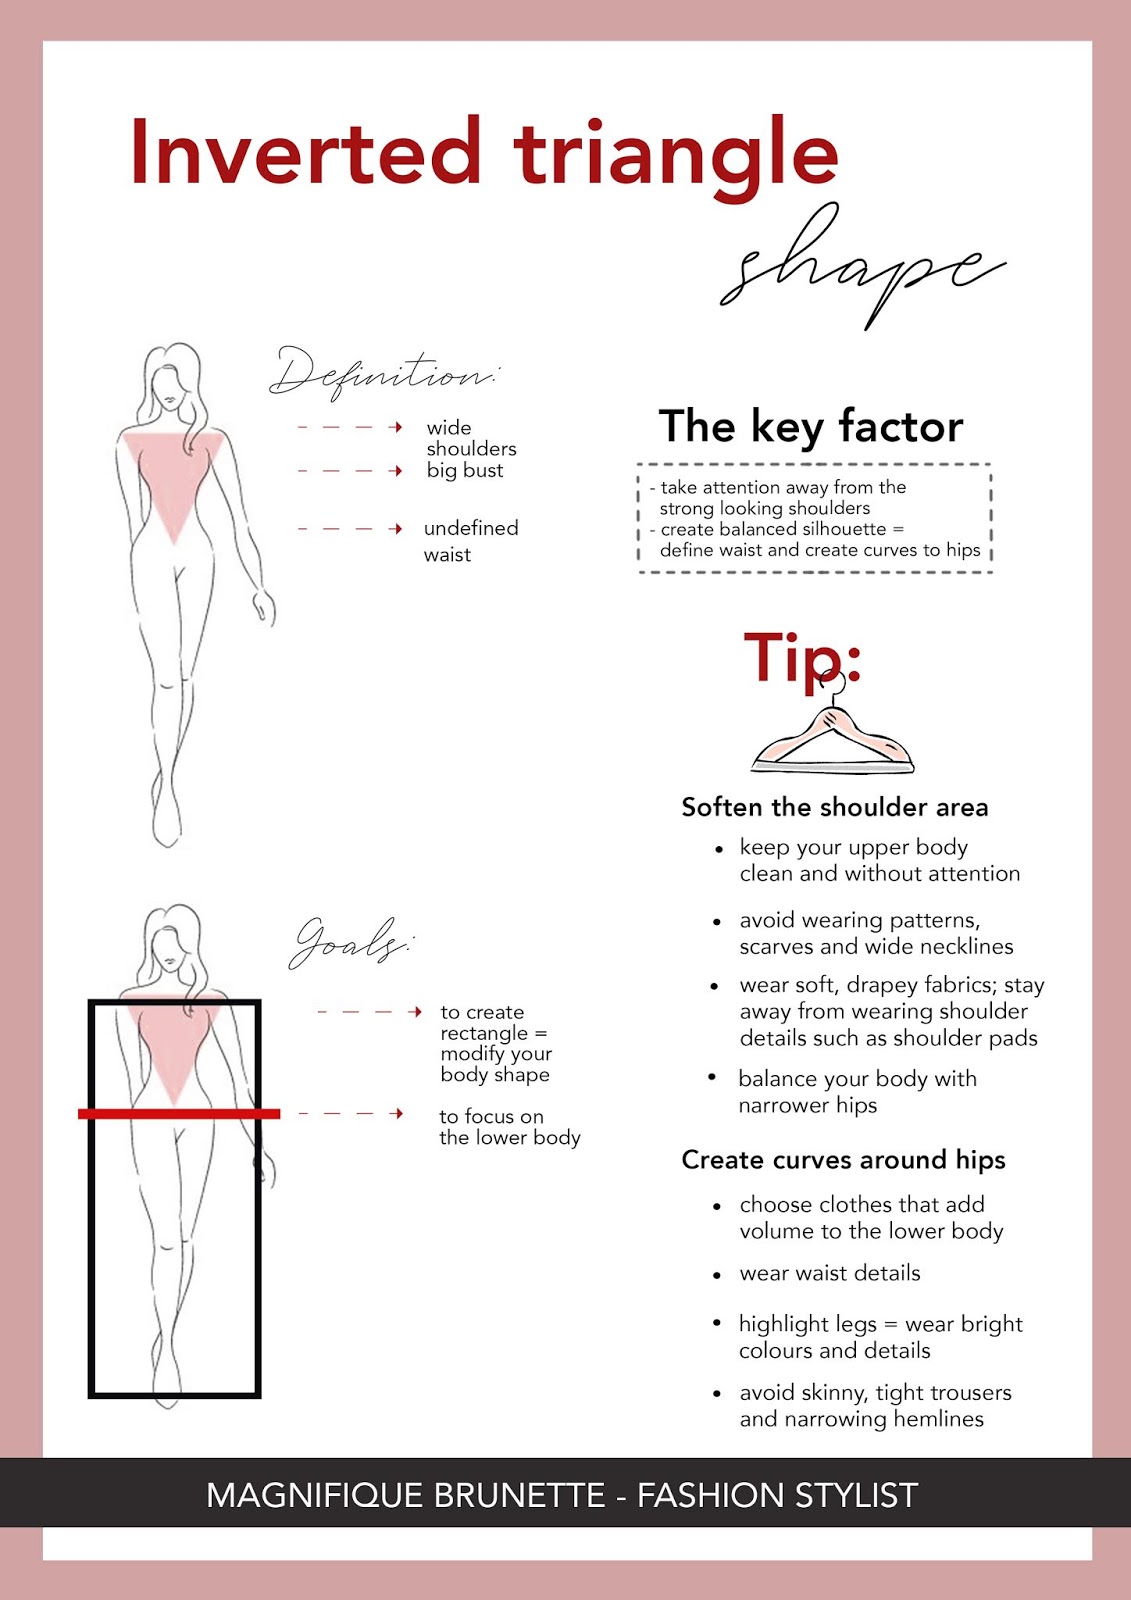 Inverted triangle
shape
Definition:
wide
shoulders
big bust
undefined
waist
The key factor
- take attention away from the
strong looking shoulders
- create balanced silhouette =
define waist and create curves to hips
Tip:
Soften the shoulder area
• keep your upper body
clean and without attention
• avoid wearing patterns,
scarves and wide necklines
• wear soft, drapey fabrics; stay
away from wearing shoulder
details such as shoulder pads
• balance your body with
narrower hips
Goals:
to create
rectangle =
modify your
body shape
to focus on
the lower body
Create curves around hips
• choose clothes that add
volume to the lower body
• wear waist details
• highlight legs = wear bright
colours and details
• avoid skinny, tight trousers
and narrowing hemlines
MAGNIFIQUE BRUNETTE - FASHION STYLIST